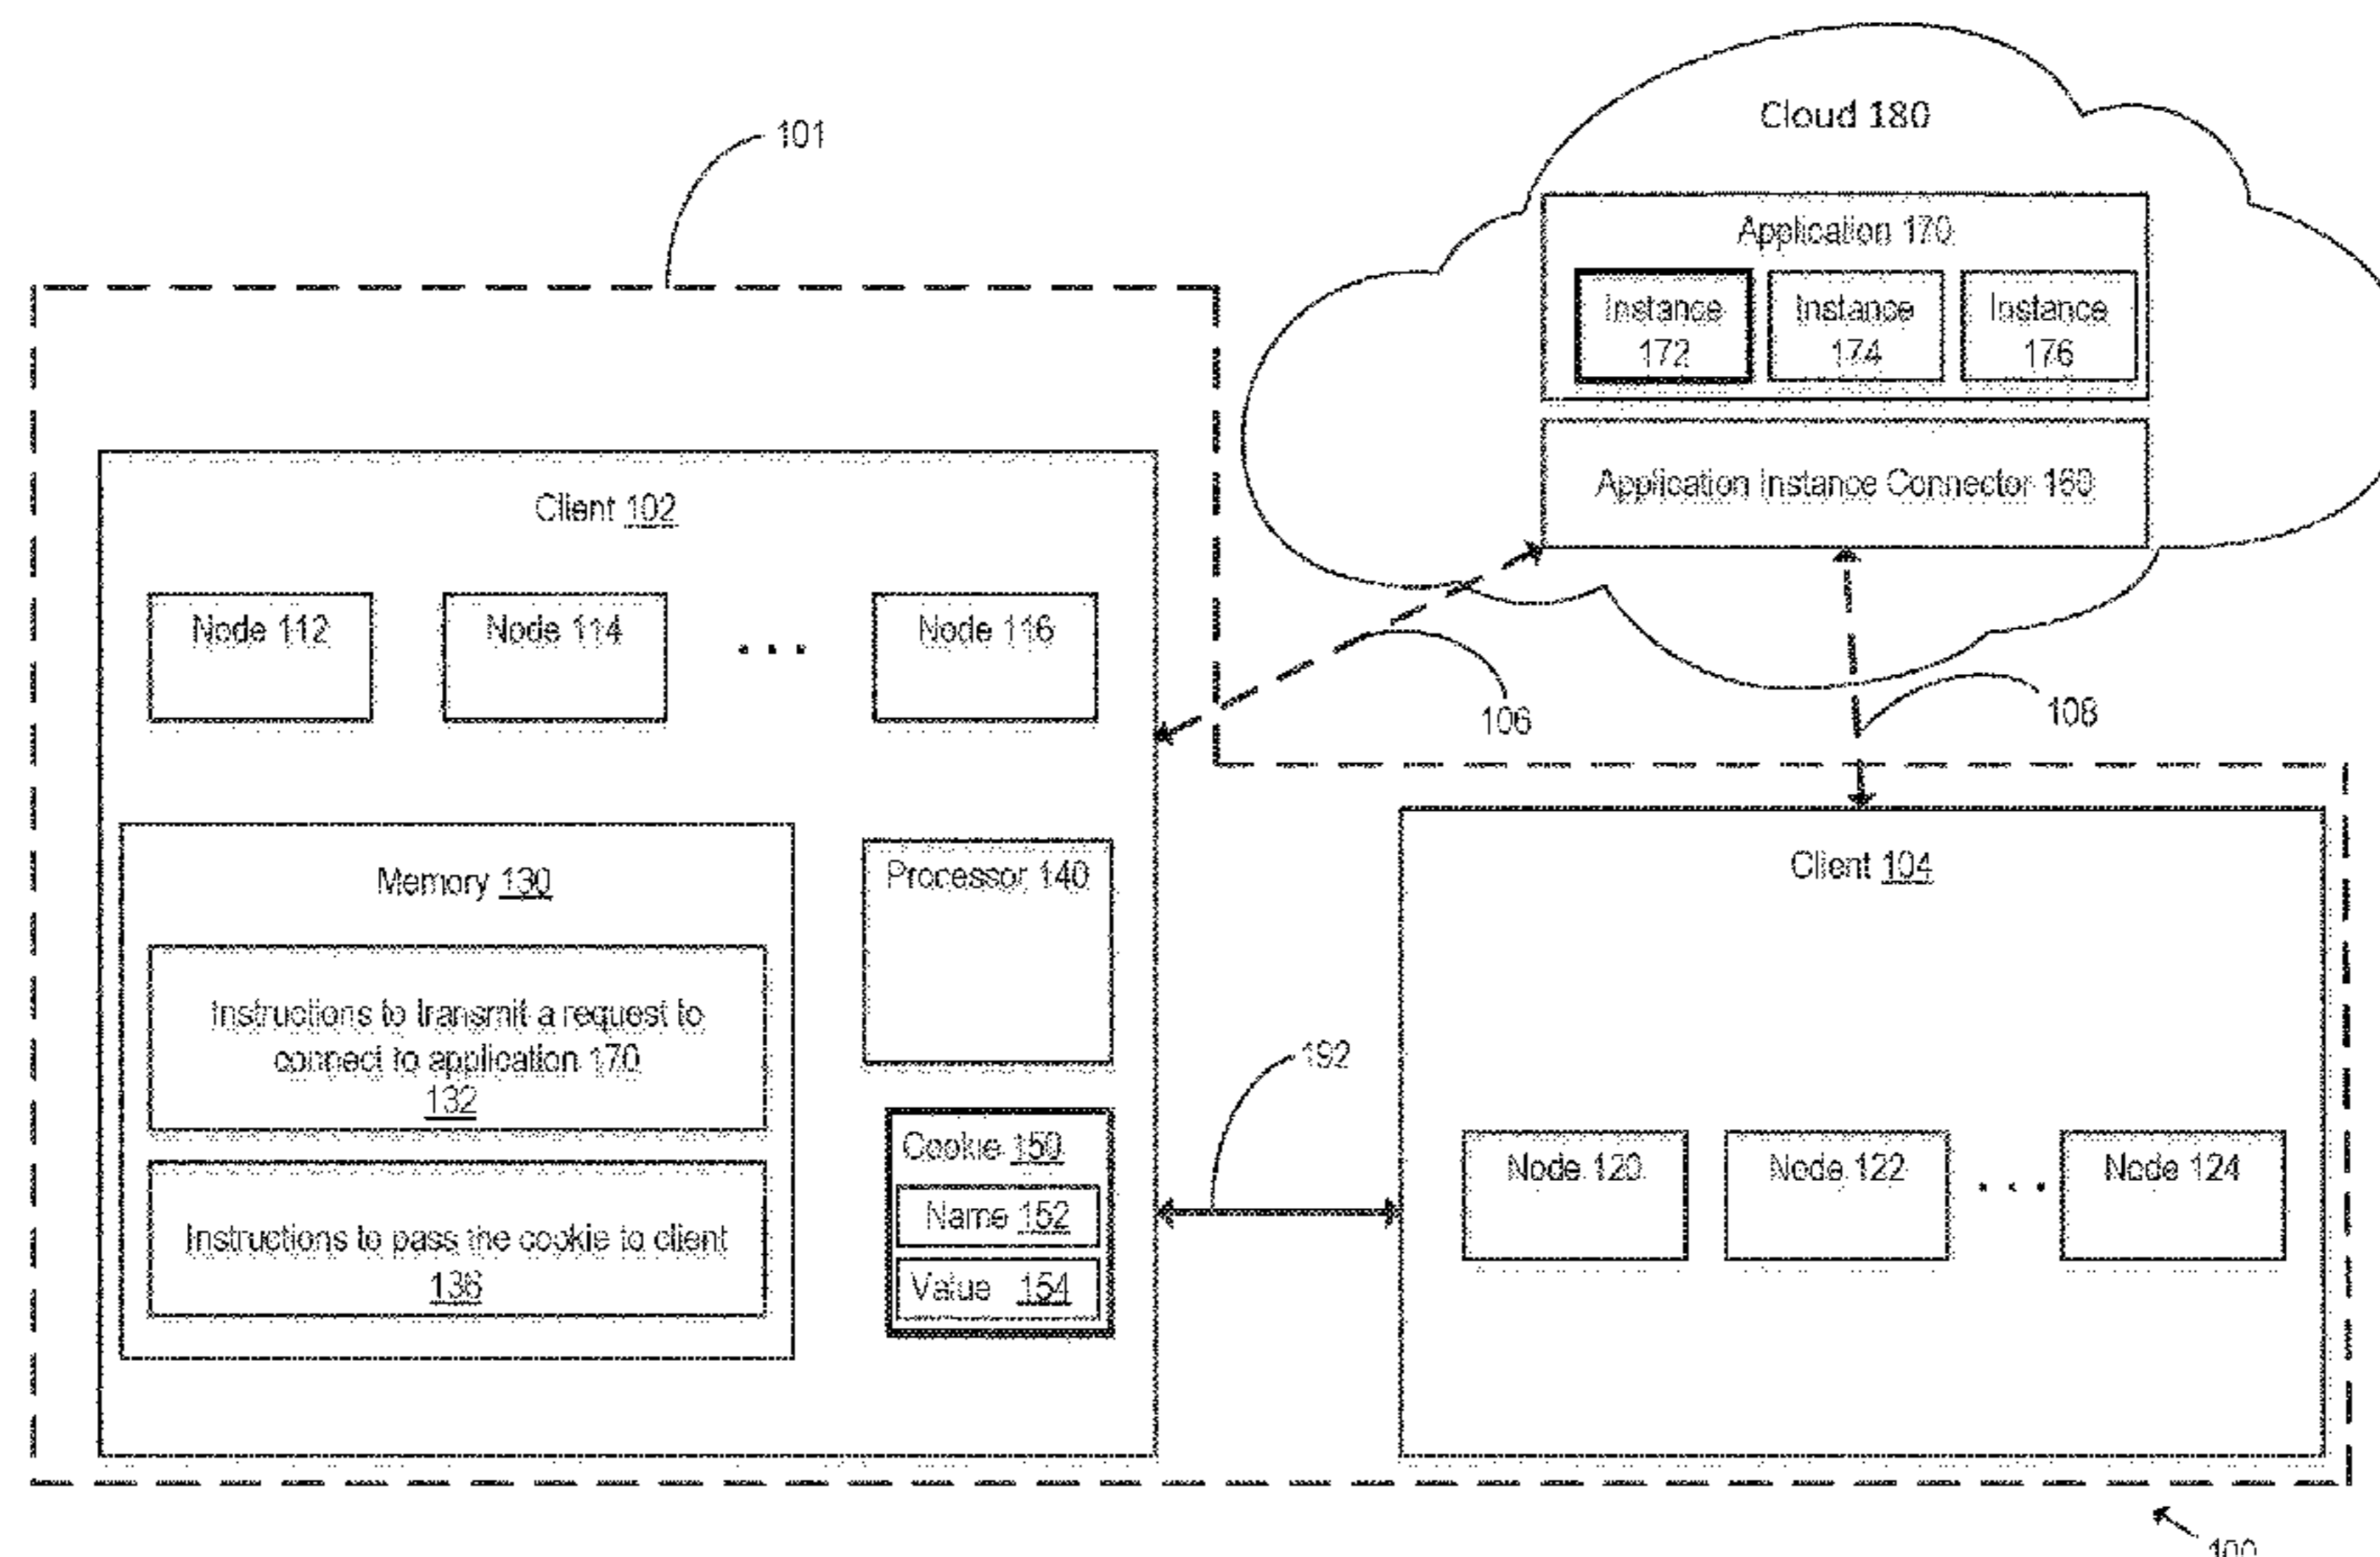 101
Cloud 180
Application 170
Instance
172
Instance
174
Instance
176
Application Instance Connector 160
Client 102
Node 112
Node 114
. . .
Node 116
106
108
Memory 130
Processor 140
Client 104
Instructions to transmit a request to
connect to application 170
132
192
Cookie 150
Name 152
Value 154
Node 120
Node 122
. . .
Node 124
Instructions to pass the cookie to client
136